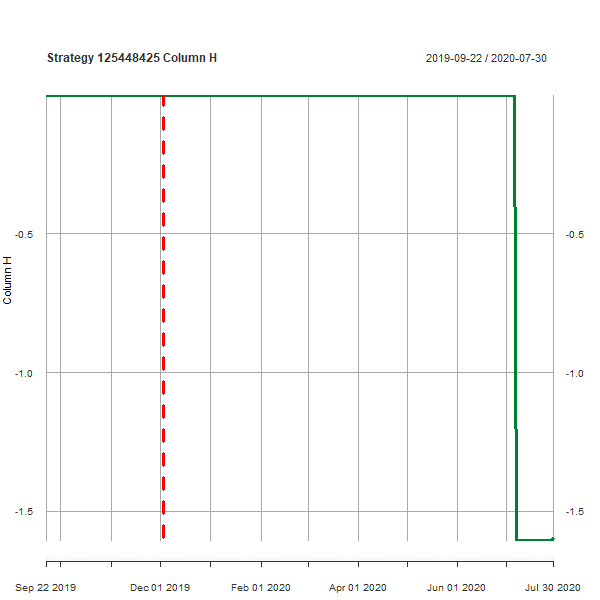 Strategy 125448425 Column H
2019-09-22 / 2020-07-30
-0.5
-0.5
Column H
-1.0
-1.0
-1.5
-1.5
Sep 22 2019
Dec 01 2019
Feb 01 2020
Apr 01 2020
Jun 01 2020
Jul 30 2020